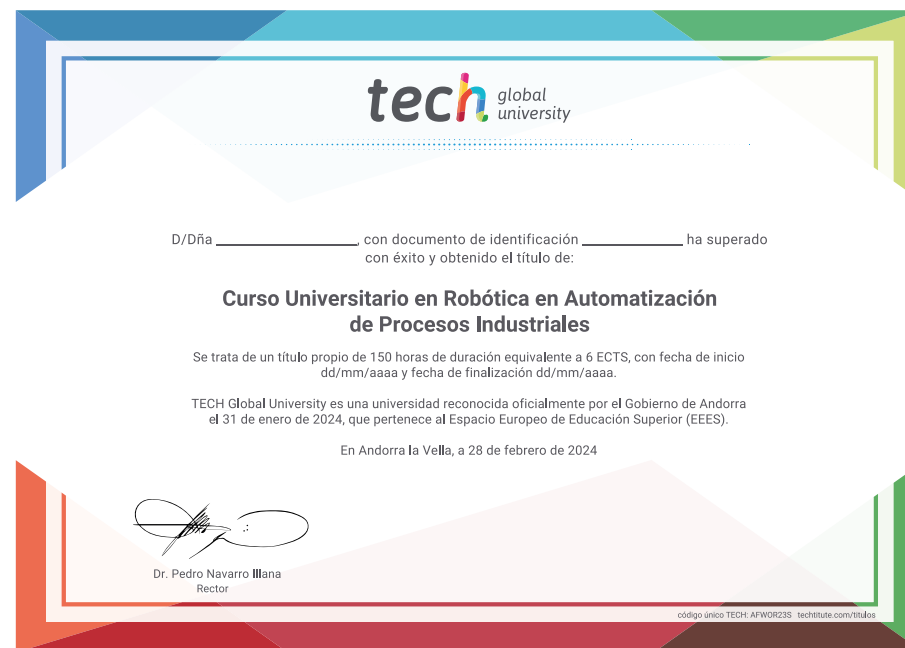 tech global university
D/Dña ____________, con documento de identificación ____________ ha superado
con éxito y obtenido el título de:
Curso Universitario en Robótica en Automatización
de Procesos Industriales
Se trata de un título propio de 150 horas de duración equivalente a 6 ECTS, con fecha de inicio
dd/mm/aaaa y fecha de finalización dd/mm/aaaa.
TECH Global University es una universidad reconocida oficialmente por el Gobierno de Andorra
el 31 de enero de 2024, que pertenece al Espacio Europeo de Educación Superior (EEES).
En Andorra la Vella, a 28 de febrero de 2024
Dr. Pedro Navarro Illana
Rector
código único TECH: AFWOR23S techtitute.com/titulos